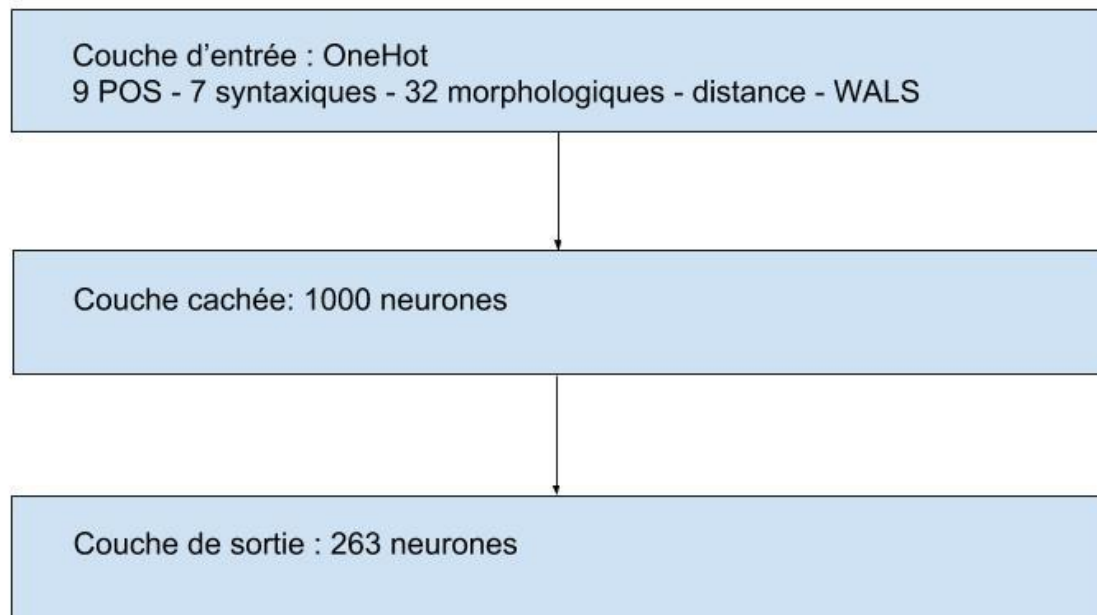 Couche d'entrée : OneHot
9 POS - 7 syntaxiques - 32 morphologiques - distance - WALS
Couche cachée: 1000 neurones
Couche de sortie : 263 neurones